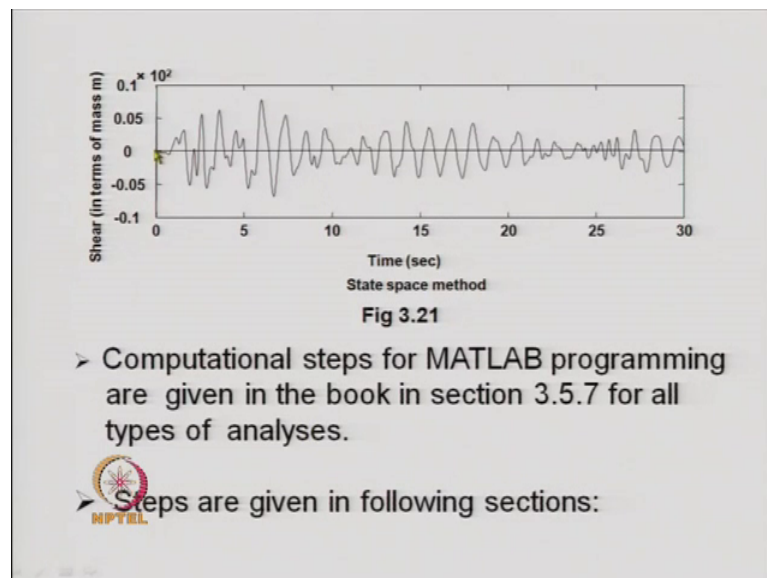 Shear (in terms of mass m)
× 10²
0.1
0.05
0
-0.05
-0.1
0 5 10 15 20 25 30
Time (sec)
State space method
Fig 3.21
➢ Computational steps for MATLAB programming
are given in the book in section 3.5.7 for all
types of analyses.
➢ Steps are given in following sections:
NPTEL